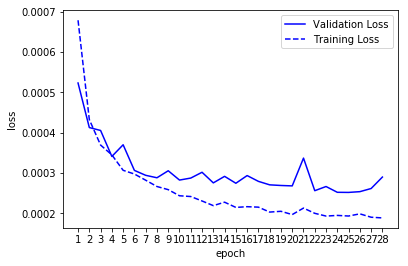 0.0007
0.0006
0.0005
0.0004
0.0003
0.0002
loss
Validation Loss
Training Loss
1 2 3 4 5 6 7 8 9 10 11 12 13 14 15 16 17 18 19 20 21 22 23 24 25 26 27 28
epoch